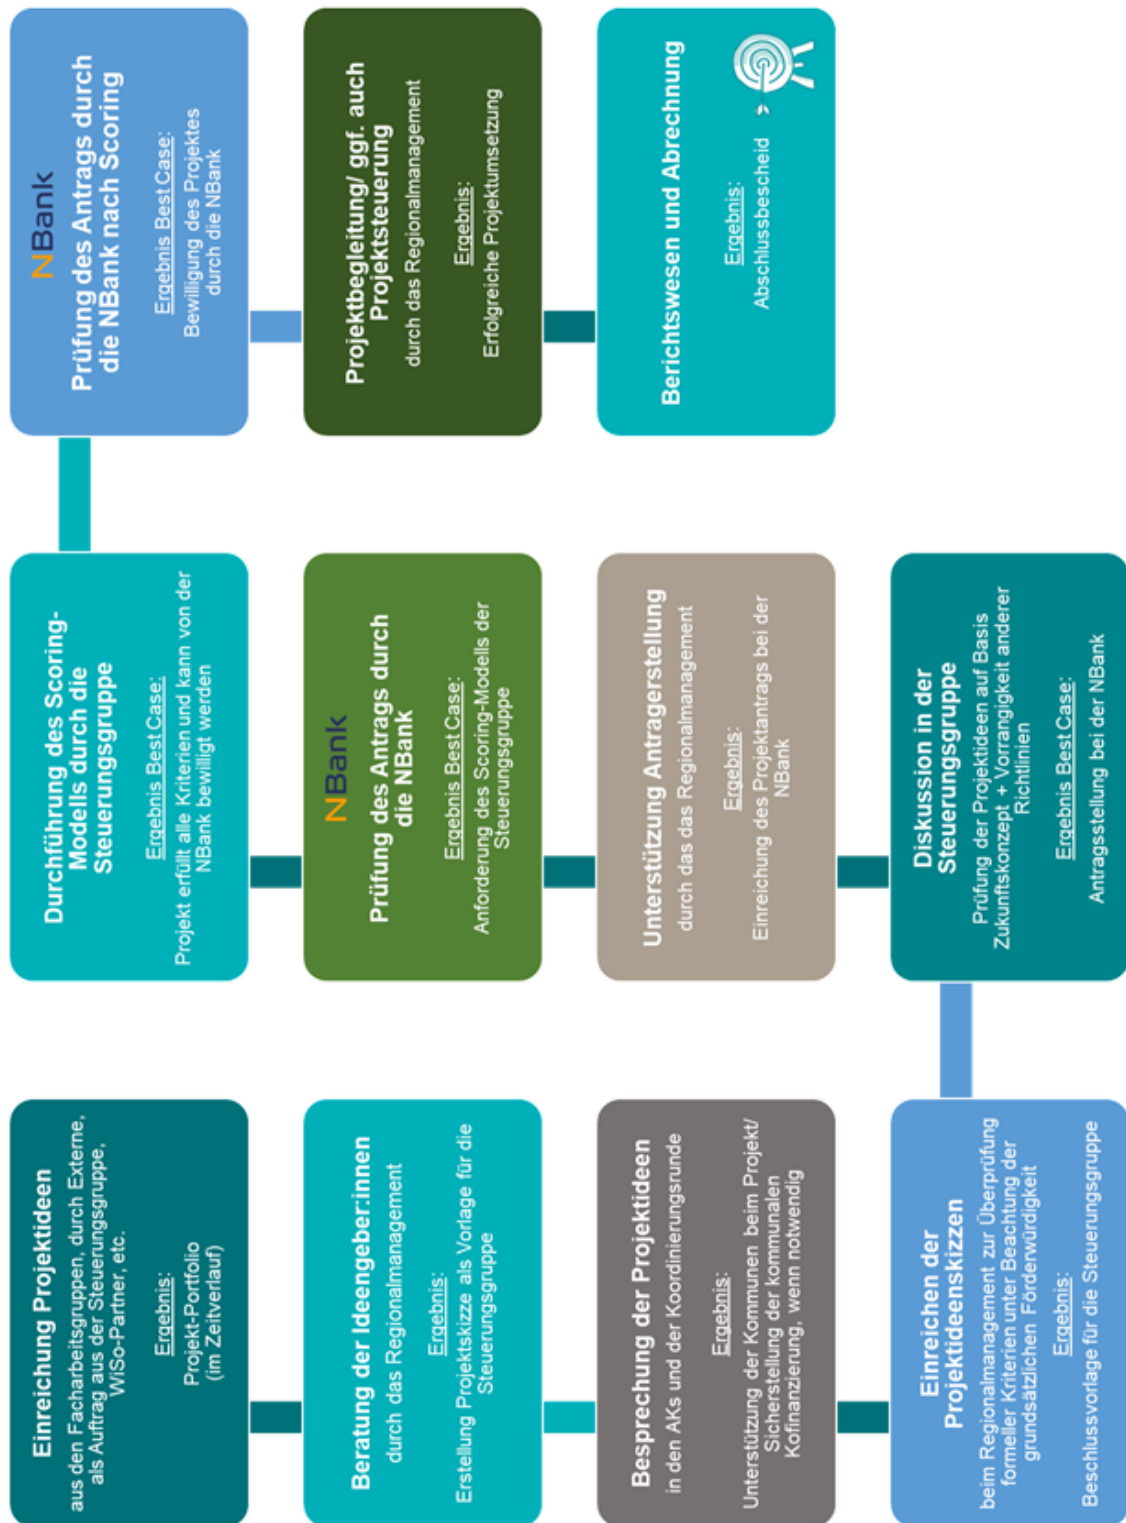 Einreichung Projektideen
aus den Facharbeitsgruppen, durch Externe,
als Auftrag aus der Steuerungsgruppe,
WiSo-Partner, etc.
Ergebnis:
Projekt-Portfolio
(im Zeitverlauf)
Beratung der Ideengeber:innen
durch das Regionalmanagement
Ergebnis:
Erstellung Projektskizze als Vorlage für die
Steuerungsgruppe
Besprechung der Projektideen
in den AKs und der Koordinierungsrunde
Ergebnis:
Unterstützung der Kommunen beim Projekt/
Sicherstellung der kommunalen
Kofinanzierung, wenn notwendig
Einreichen der
Projektideenskizzen
beim Regionalmanagement zur Überprüfung
formeller Kriterien unter Beachtung der
grundsätzlichen Förderwürdigkeit
Ergebnis:
Beschlussvorlage für die Steuerungsgruppe
Diskussion in der
Steuerungsgruppe
Prüfung der Projektideen auf Basis
Zukunftskonzept + Vorrangigkeit anderer
Richtlinien
Ergebnis Best Case:
Antragsstellung bei der NBank
Unterstützung Antragerstellung
durch das das Regionalmanagement
Ergebnis:
Einreichung des Projektantrags bei der
NBank
NBank
Prüfung des Antrags durch
die NBank
Ergebnis Best Case:
Anforderung des Scoring-Modells der
Steuerungsgruppe
Durchführung des Scoring-
Modells durch die
Steuerungsgruppe
Ergebnis Best Case:
Projekt erfüllt alle Kriterien und kann von der
NBank bewilligt werden
NBank
Prüfung des Antrags durch
die NBank nach Scoring
Ergebnis Best Case:
Bewilligung des Projektes
durch die NBank
Projektbegleitung/ ggf. auch
Projektsteuerung
durch das Regionalmanagement
Ergebnis:
Erfolgreiche Projektumsetzung
Berichtswesen und Abrechnung
Ergebnis:
Abschlussbescheid